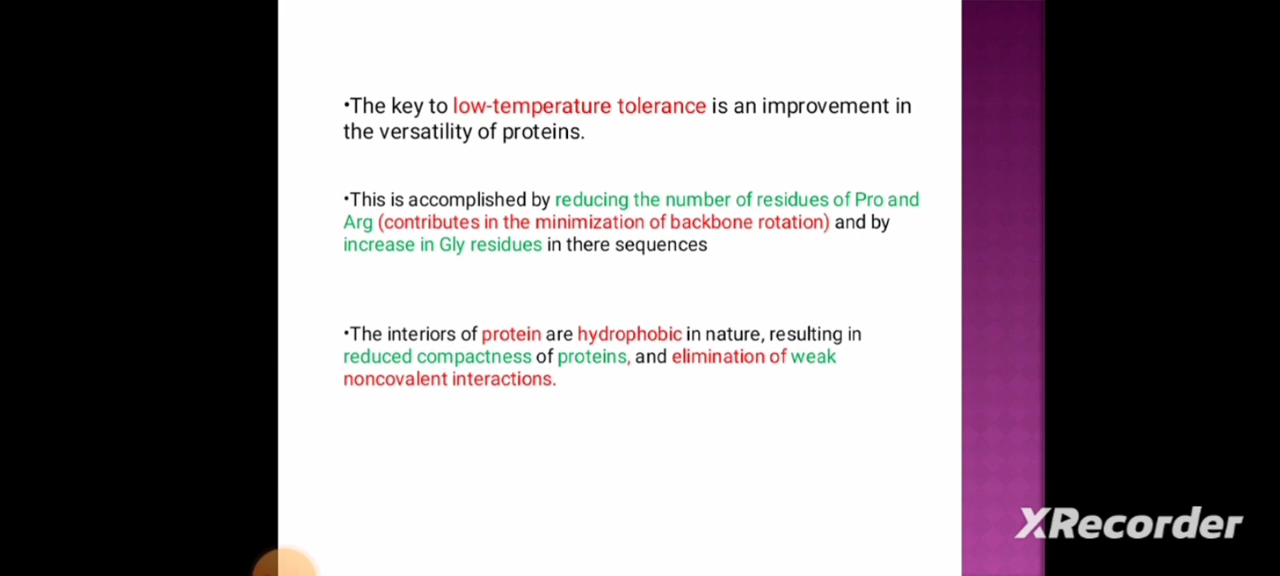 •The key to low-temperature tolerance is an improvement in
the versatility of proteins.
•This is accomplished by reducing the number of residues of Pro and
Arg (contributes in the minimization of backbone rotation) and by
increase in Gly residues in there sequences
•The interiors of protein are hydrophobic in nature, resulting in
reduced compactness of proteins, and elimination of weak
noncovalent interactions.
XRecorder